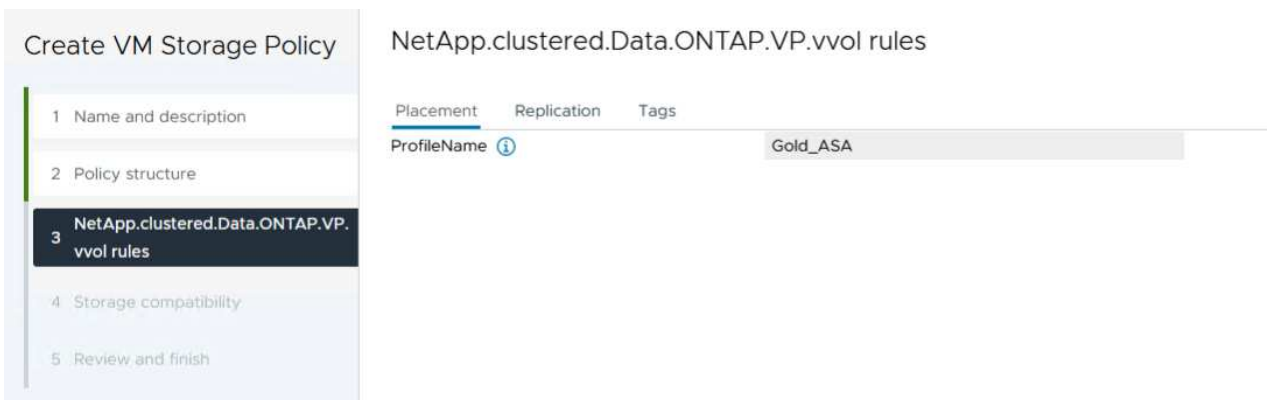 Create VM Storage Policy
1 Name and description
2 Policy structure
3 NetApp.clustered.Data.ONTAP.VP.
vvol rules
4 Storage compatibility
5 Review and finish
NetApp.clustered.Data.ONTAP.VP.vvol rules
Placement Replication Tags
ProfileName i Gold_ASA